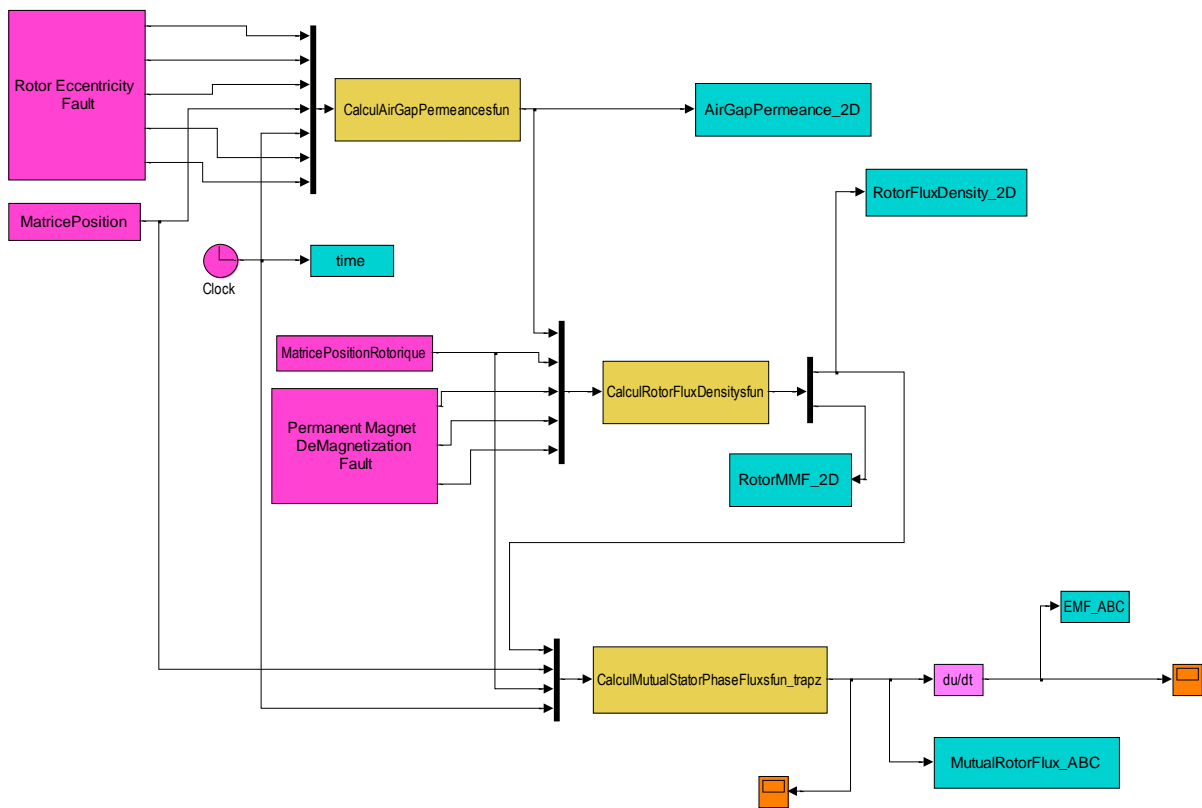 Rotor Eccentricity
Fault
CalculAirGapPermeancesfun
AirGapPermeance_2D
MatricePosition
RotorFluxDensity_2D
time
Clock
MatricePositionRotorique
CalculRotorFluxDensitysfun
Permanent Magnet
DeMagnetization
Fault
RotorMMF_2D
EMF_ABC
CalculMutualStatorPhaseFluxsfun_trapz
du/dt
MutualRotorFlux_ABC